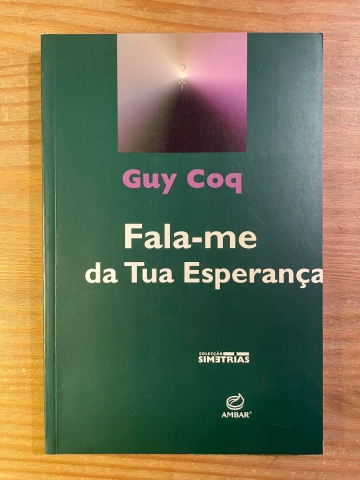 Guy Coq
Fala-me
da Tua Esperança
COLECÇÃO
SIMETRIAS
AMBAR®